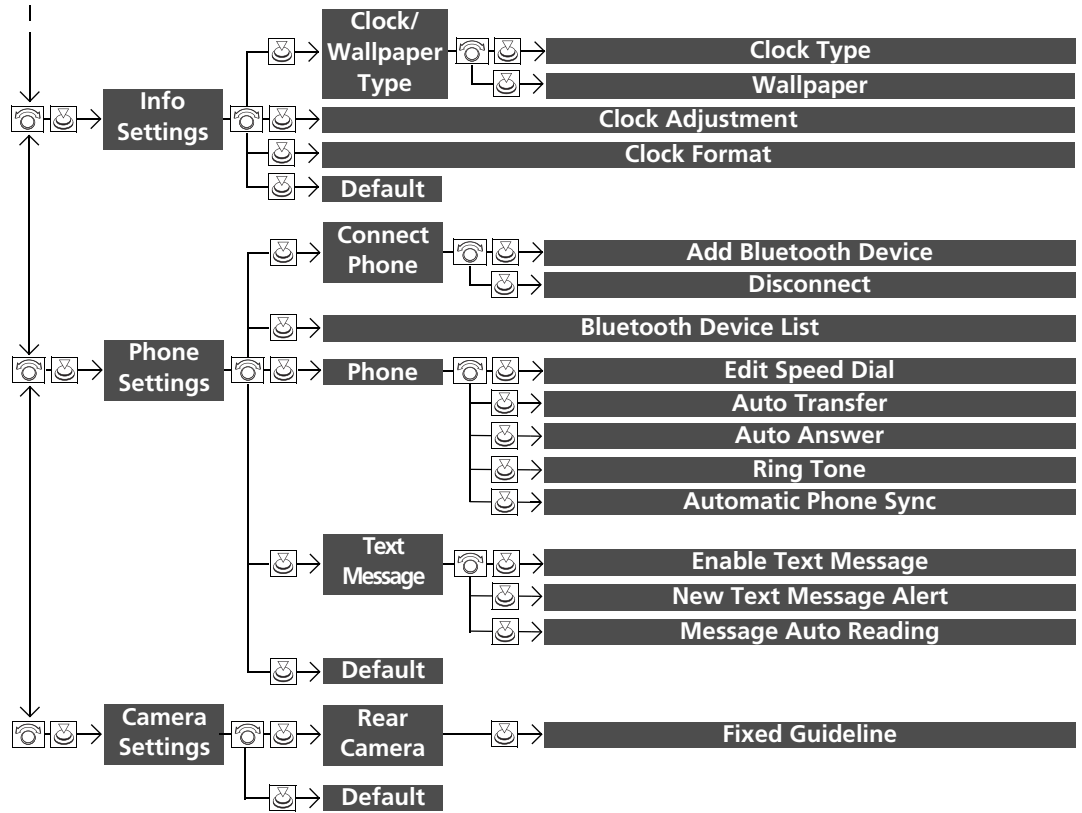 Clock/
Wallpaper
Type
Clock Type
Wallpaper
Info
Settings
Clock Adjustment
Clock Format
Default
Connect
Phone
Add Bluetooth Device
Disconnect
Bluetooth Device List
Phone
Settings
Phone
Edit Speed Dial
Auto Transfer
Auto Answer
Ring Tone
Automatic Phone Sync
Text
Message
Enable Text Message
New Text Message Alert
Message Auto Reading
Default
Camera
Settings
Rear
Camera
Fixed Guideline
Default